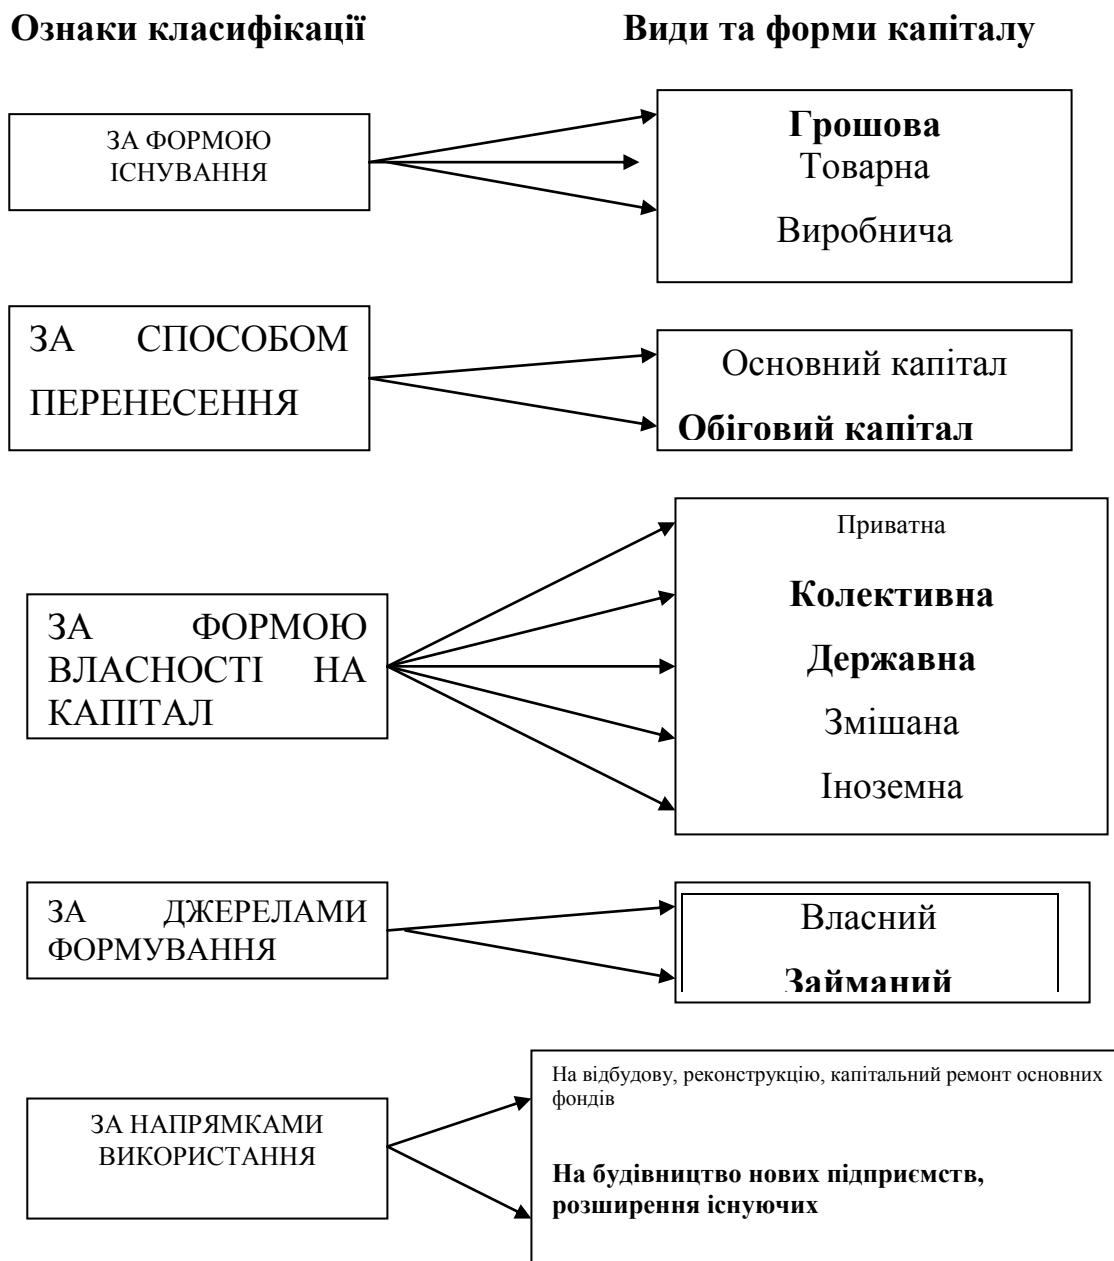 Ознаки класифікації
Види та форми капіталу
ЗА ФОРМОЮ
ІСНУВАННЯ
Грошова
Товарна
Виробнича
ЗА СПОСОБОМ
ПЕРЕНЕСЕННЯ
Основний капітал
Обіговий капітал
ЗА ФОРМОЮ
ВЛАСНОСТІ НА
КАПІТАЛ
Приватна
Колективна
Державна
Змішана
Іноземна
ЗА ДЖЕРЕЛАМИ
ФОРМУВАННЯ
Власний
Займаний
ЗА НАПРЯМКАМИ
ВИКОРИСТАННЯ
На відбудову, реконструкцію, капітальний ремонт основних
фондів
На будівництво нових підприємств,
розширення існуючих